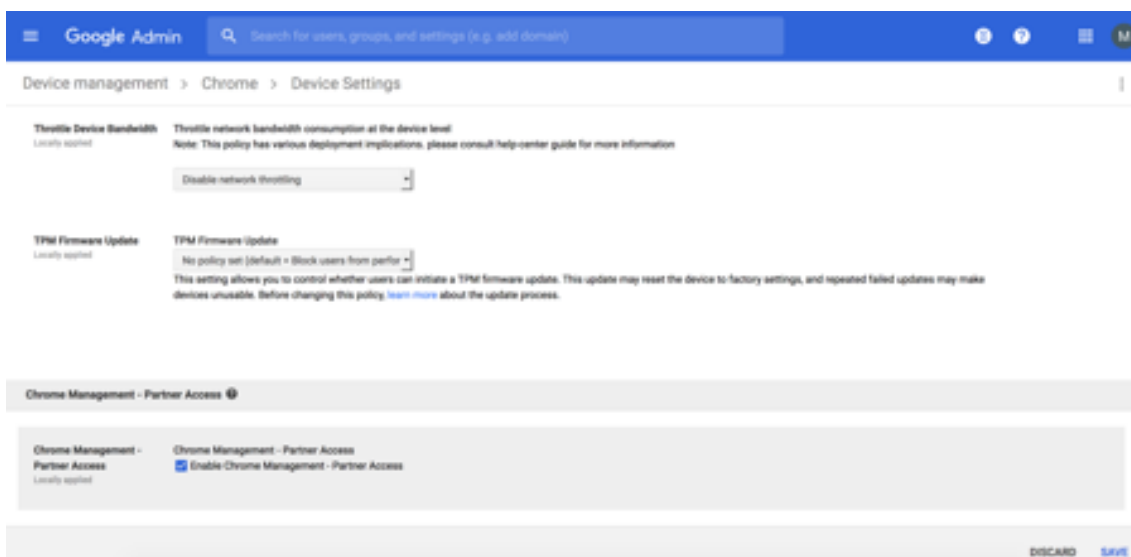 Google Admin
Search for users, groups, and settings (e.g. add domain)
M
Device management > Chrome > Device Settings
Throttle Device Bandwidth
Locally applied
Throttle network bandwidth consumption at the device level
Note: This policy has various deployment implications, please consult help-center guide for more information
Disable network throttling
TPM Firmware Update
Locally applied
TPM Firmware Update
No policy set (default = Block users from perfor
This setting allows you to control whether users can initiate a TPM firmware update. This update may reset the device to factory settings, and repeated failed updates may make
devices unusable. Before changing this policy, learn more about the update process.
Chrome Management - Partner Access
Chrome Management -
Partner Access
Locally applied
Chrome Management - Partner Access
Enable Chrome Management - Partner Access
DISCARD SAVE